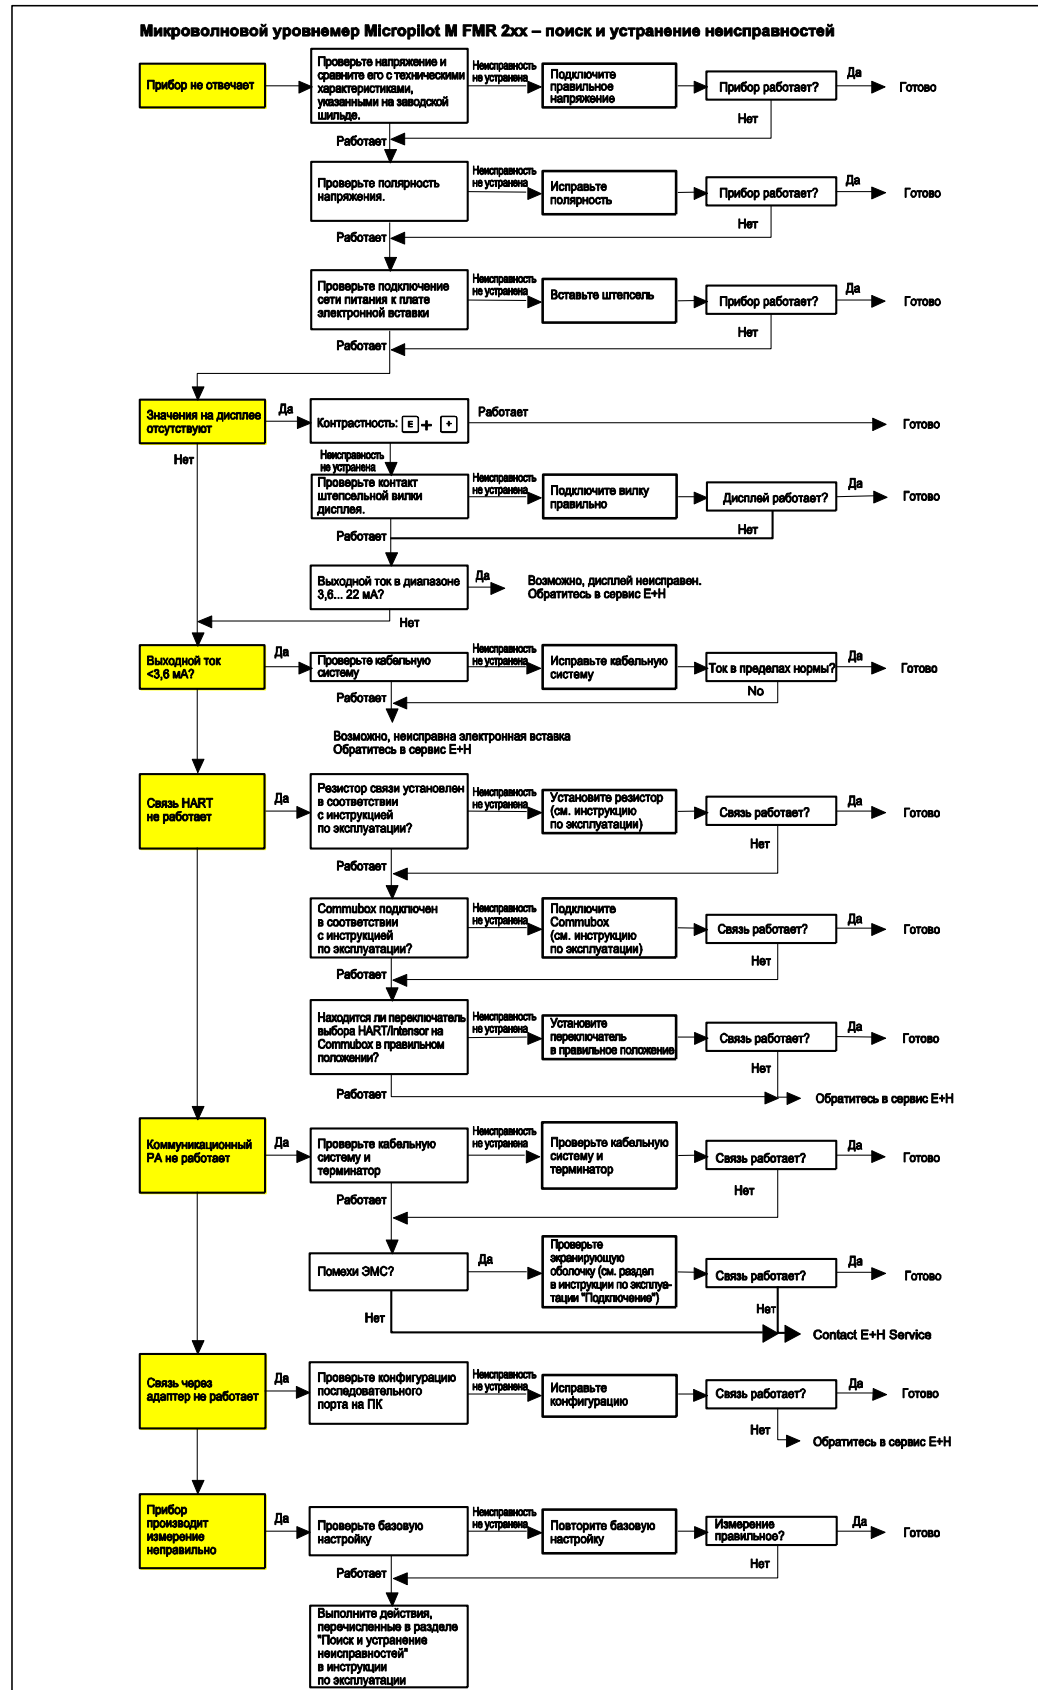 Микроволновой уровнемер Micropilot M FMR 2xx – поиск и устранение неисправностей
Прибор не отвечает
Проверьте напряжение и
сравните его с техническими
характеристиками,
указанными на заводской
шильде.
Неисправность
не устранена
Подключите
правильное
напряжение
Прибор работает?
Да
Готово
Нет
Работает
Проверьте полярность
напряжения.
Неисправность
не устранена
Исправьте
полярность
Прибор работает?
Да
Готово
Нет
Работает
Проверьте подключение
сети питания к плате
электронной вставки
Неисправность
не устранена
Вставьте штепсель
Прибор работает?
Да
Готово
Нет
Работает
Значения на дисплее
отсутствуют
Да
Контрастность: E + +
Работает
Готово
Нет
Неисправность
не устранена
Проверьте контакт
штепсельной вилки
дисплея.
Неисправность
не устранена
Подключите вилку
правильно
Дисплей работает?
Да
Готово
Нет
Работает
Выходной ток в диапазоне
3,6... 22 мА?
Да
Возможно, дисплей неисправен.
Обратитесь в сервис E+H
Нет
Выходной ток
<3,6 мА?
Да
Проверьте кабельную
систему
Неисправность
не устранена
Исправьте кабельную
систему
Ток в пределах нормы?
Да
Готово
No
Работает
Возможно, неисправна электронная вставка
Обратитесь в сервис E+H
Связь HART
не работает
Да
Резистор связи установлен
в соответствии
с инструкцией
по эксплуатации?
Неисправность
не устранена
Установите резистор
(см. инструкцию
по эксплуатации)
Связь работает?
Да
Готово
Нет
Работает
Commubox подключен
в соответствии
с инструкцией
по эксплуатации?
Неисправность
не устранена
Подключите
Commubox
(см. инструкцию
по эксплуатации)
Связь работает?
Да
Готово
Нет
Работает
Находится ли переключатель
выбора HART/Intensor на
Commubox в правильном
положении?
Неисправность
не устранена
Установите
переключатель
в правильное положение
Связь работает?
Да
Готово
Нет
Работает
Обратитесь в сервис E+H
Коммуникационный
PA не работает
Да
Проверьте кабельную
систему и
терминатор
Неисправность
не устранена
Проверьте кабельную
систему и
терминатор
Связь работает?
Да
Готово
Нет
Работает
Помехи ЭМС?
Да
Проверьте
экранирующую
оболочку (см. раздел
в инструкции по эксплуа-
тации "Подключение")
Связь работает?
Да
Готово
Нет
Нет
Contact E+H Service
Связь через
адаптер не работает
Да
Проверьте конфигурацию
последовательного
порта на ПК
Неисправность
не устранена
Исправьте
конфигурацию
Связь работает?
Да
Готово
Нет
Обратитесь в сервис E+H
Прибор
производит
измерение
неправильно
Да
Проверьте базовую
настройку
Неисправность
не устранена
Повторите базовую
настройку
Измерение
правильное?
Да
Готово
Нет
Работает
Выполните действия,
перечисленные в разделе
"Поиск и устранение
неисправностей"
в инструкции
по эксплуатации